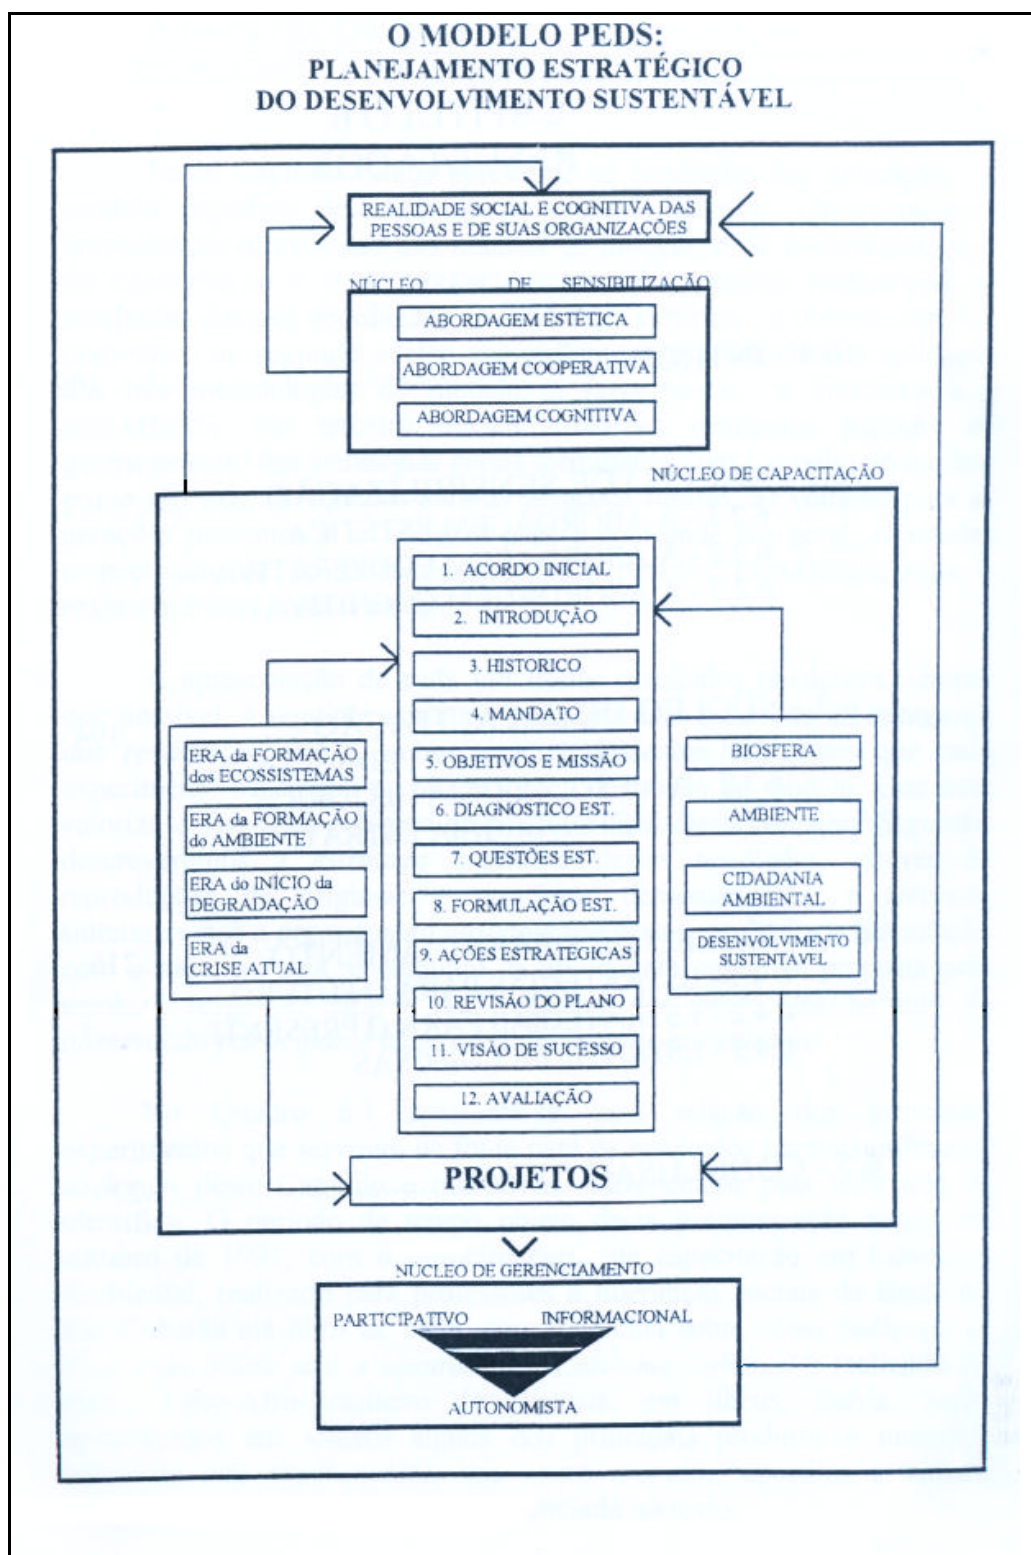 O MODELO PEDS:
PLANEJAMENTO ESTRATÉGICO
DO DESENVOLVIMENTO SUSTENTÁVEL
REALIDADE SOCIAL E COGNITIVA DAS
PESSOAS E DE SUAS ORGANIZAÇÕES
NÚCLEO DE SENSIBILIZAÇÃO
ABORDAGEM ESTÉTICA
ABORDAGEM COOPERATIVA
ABORDAGEM COGNITIVA
NÚCLEO DE CAPACITAÇÃO
1. ACORDO INICIAL
2. INTRODUÇÃO
3. HISTORICO
4. MANDATO
5. OBJETIVOS E MISSÃO
6. DIAGNÓSTICO EST.
7. QUESTÕES EST.
8. FORMULAÇÃO EST.
9. AÇÕES ESTRATEGICAS
10. REVISÃO DO PLANO
11. VISÃO DE SUCESSO
12. AVALIAÇÃO
ERA da FORMAÇÃO
dos ECOSSISTEMAS
ERA da FORMAÇÃO
do AMBIENTE
ERA do INÍCIO da
DEGRADAÇÃO
ERA da
CRISE ATUAL
BIOSFERA
AMBIENTE
CIDADANIA
AMBIENTAL
DESENVOLVIMENTO
SUSTENTÁVEL
PROJETOS
NÚCLEO DE GERENCIAMENTO
PARTICIPATIVO INFORMACIONAL
AUTONOMISTA